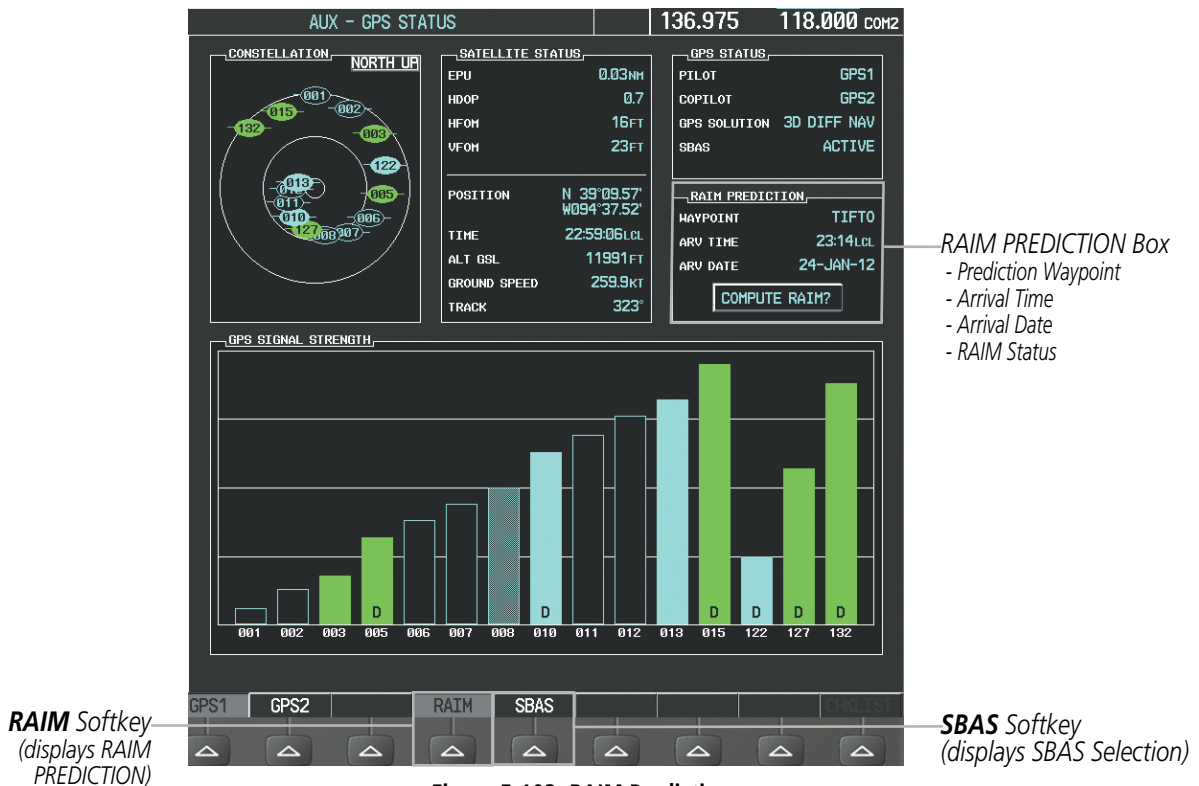 AUX - GPS STATUS
136.975 118.000 COM2
CONSTELLATION
NORTH UP
001
002
015
132
003
122
013
005
011
010
006
127
008
007
SATELLITE STATUS
EPU 0.03NM
HDOP 0.7
HFOM 16FT
VFOM 23FT
POSITION N 39°09.57'
W094°37.52'
TIME 22:59:06LCL
ALT GSL 11991FT
GROUND SPEED 259.9KT
TRACK 323°
GPS STATUS
PILOT GPS1
COPILOT GPS2
GPS SOLUTION 3D DIFF NAV
SBAS ACTIVE
RAIM PREDICTION
WAYPOINT TIFTO
ARV TIME 23:14LCL
ARV DATE 24-JAN-12
COMPUTE RAIM?
RAIM PREDICTION Box
- Prediction Waypoint
- Arrival Time
- Arrival Date
- RAIM Status
GPS SIGNAL STRENGTH
D D D D D D
001 002 003 005 006 007 008 010 011 012 013 015 122 127 132
GPS1 GPS2 RAIM SBAS CHKLIST
RAIM Softkey
(displays RAIM
PREDICTION)
SBAS Softkey
(displays SBAS Selection)